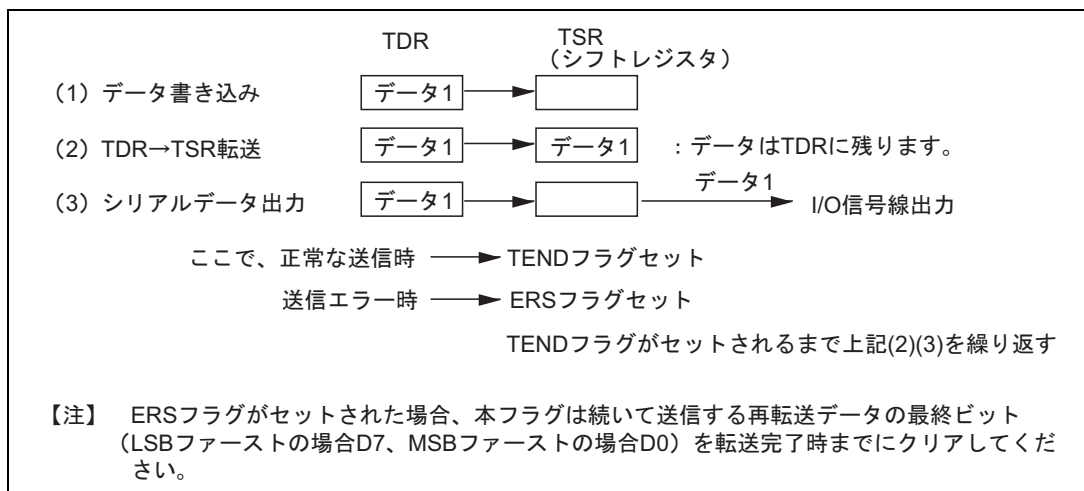 TDR TSR
（シフトレジスタ）
（1）データ書き込み データ1
（2）TDR→TSR転送 データ1 データ1 ：データはTDRに残ります。
（3）シリアルデータ出力 データ1 データ1 I/O信号線出力
ここで、正常な送信時 TENDフラグセット
送信エラー時 ERSフラグセット
TENDフラグがセットされるまで上記(2)(3)を繰り返す
【注】 ERSフラグがセットされた場合、本フラグは続いて送信する再転送データの最終ビット
（LSBファーストの場合D7、MSBファーストの場合D0）を転送完了時までにクリアしてくだ
さい。